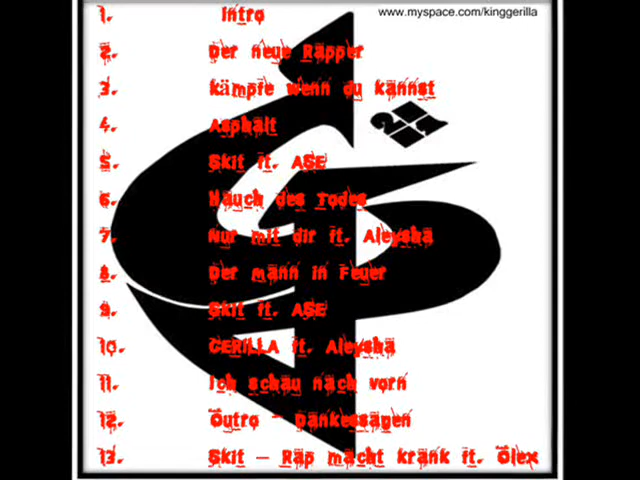 www.myspace.com/kinggerilla
1. Intro
2. Der neue Rapper
3. kämpfe wenn du kannst
4. Asphalt
21
5. Skit ft. ASE
6. Hauch des Todes
7. Nur mit dir ft. Aleysha
8. Der mann in Feuer
9. Skit ft. ASE
10. GERILLA ft. Aleysha
11. Ich schau nach vorn
12. Outro - Dankessagen
13. Skit - Rap macht krank ft. Olex